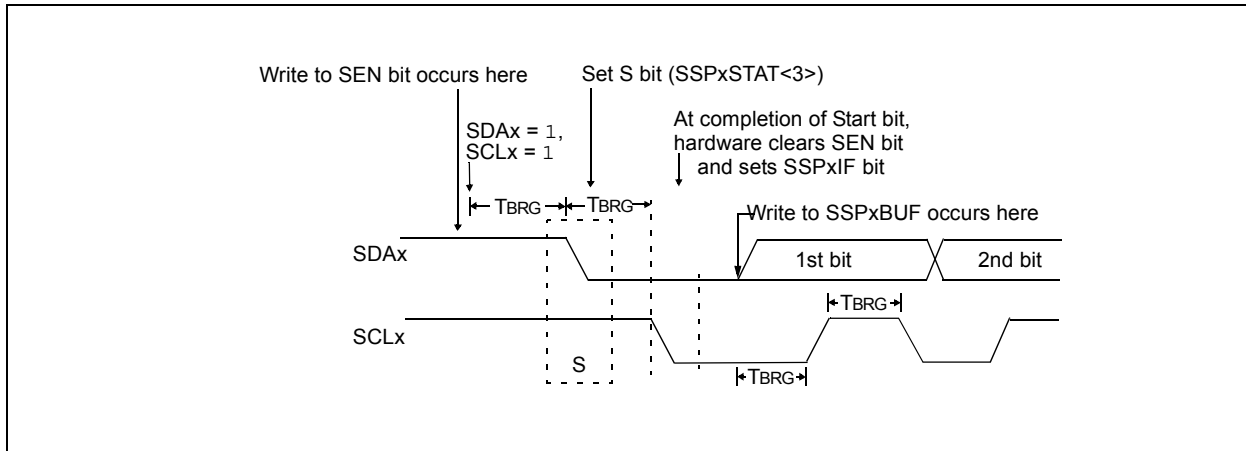 Write to SEN bit occurs here
Set S bit (SSPxSTAT<3>)
SDAx = 1,
SCLx = 1
At completion of Start bit,
hardware clears SEN bit
and sets SSPxIF bit
TBRG
TBRG
Write to SSPxBUF occurs here
SDAx
1st bit
2nd bit
TBRG
SCLx
S
TBRG